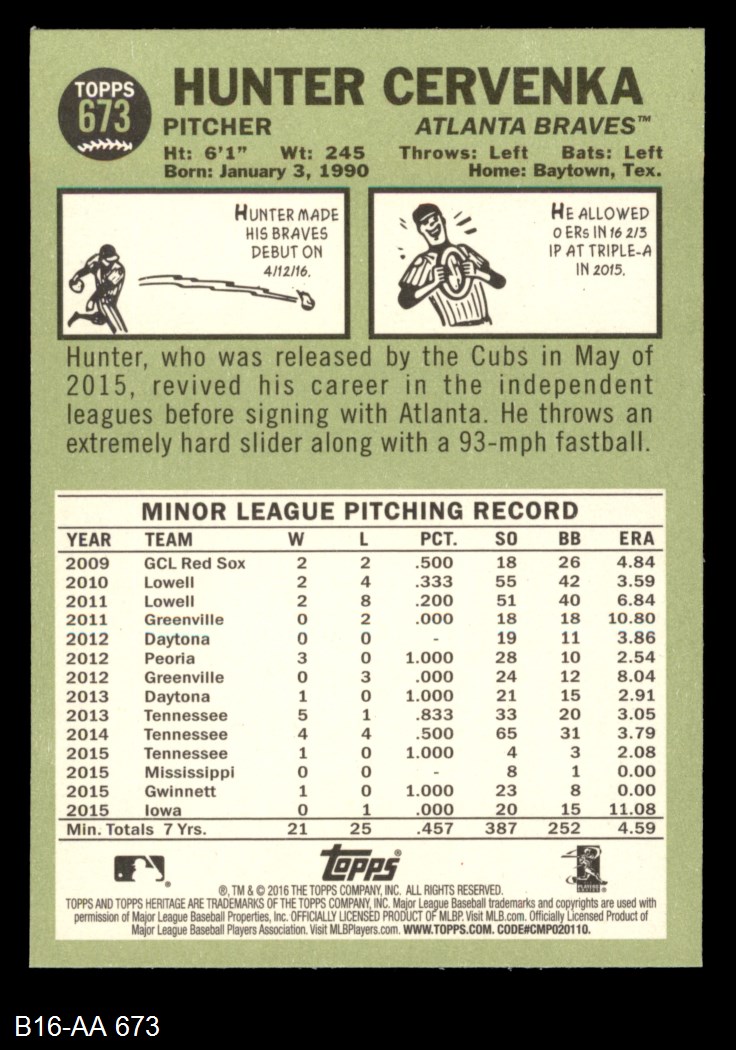 TOPPS
673
HUNTER CERVENKA
PITCHER ATLANTA BRAVES™
Ht: 6'1" Wt: 245 Throws: Left Bats: Left
Born: January 3, 1990 Home: Baytown, Tex.
HUNTER MADE
HIS BRAVES
DEBUT ON
4/12/16.
HE ALLOWED
0 ERS IN 16 2/3
IP AT TRIPLE-A
IN 2015.
Hunter, who was released by the Cubs in May of
2015, revived his career in the independent
leagues before signing with Atlanta. He throws an
extremely hard slider along with a 93-mph fastball.
MINOR LEAGUE PITCHING RECORD
YEAR TEAM W L PCT. SO BB ERA
2009 GCL Red Sox 2 2 .500 18 26 4.84
2010 Lowell 2 4 .333 55 42 3.59
2011 Lowell 2 8 .200 51 40 6.84
2011 Greenville 0 2 .000 18 18 10.80
2012 Daytona 0 0 - 19 11 3.86
2012 Peoria 3 0 1.000 28 10 2.54
2012 Greenville 0 3 .000 24 12 8.04
2013 Daytona 1 0 1.000 21 15 2.91
2013 Tennessee 5 1 .833 33 20 3.05
2014 Tennessee 4 4 .500 65 31 3.79
2015 Tennessee 1 0 1.000 4 3 2.08
2015 Mississippi 0 0 - 8 1 0.00
2015 Gwinnett 1 0 1.000 23 8 0.00
2015 Iowa 0 1 .000 20 15 11.08
Min. Totals 7 Yrs. 21 25 .457 387 252 4.59
topps®
®, TM & © 2016 THE TOPPS COMPANY, INC. ALL RIGHTS RESERVED.
TOPPS AND TOPPS HERITAGE ARE TRADEMARKS OF THE TOPPS COMPANY, INC. Major League Baseball trademarks and copyrights are used with
permission of Major League Baseball Properties, Inc. OFFICIALLY LICENSED PRODUCT OF MLBP. Visit MLB.com. Officially Licensed Product of
Major League Baseball Players Association. Visit MLBPlayers.com. WWW.TOPPS.COM. CODE#CMP020110.
B16-AA 673